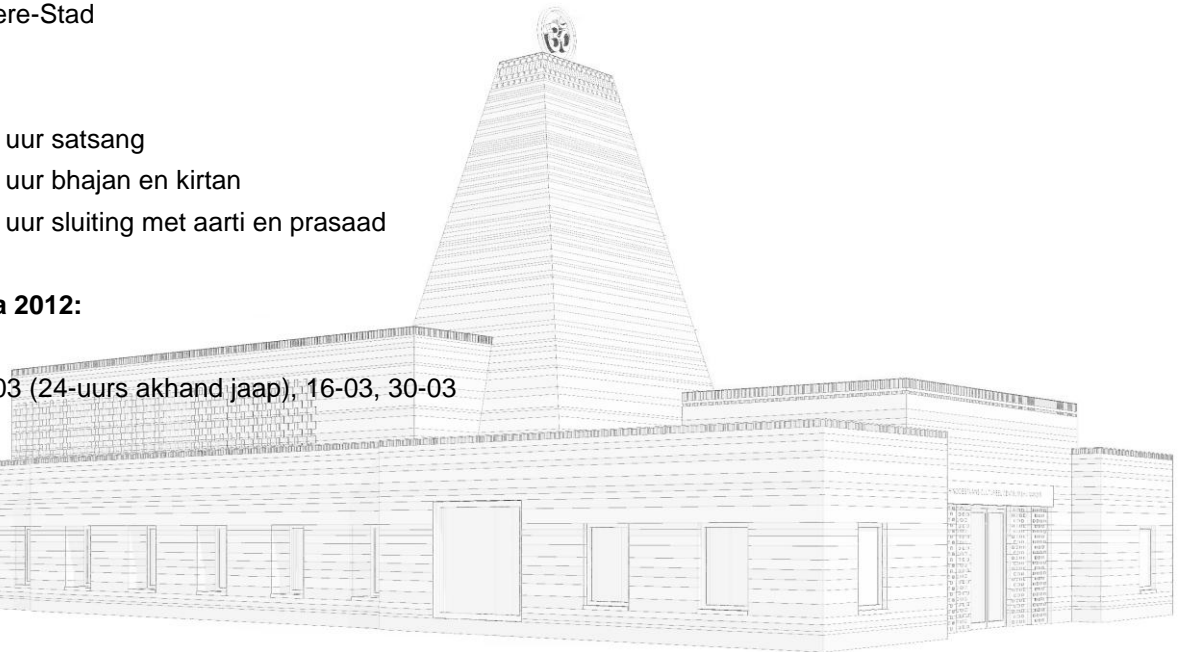 ere-Stad
uur satsang
uur bhajan en kirtan
uur sluiting met aarti en prasaad
a 2012:
03 (24-uurs akhand jaap), 16-03, 30-03